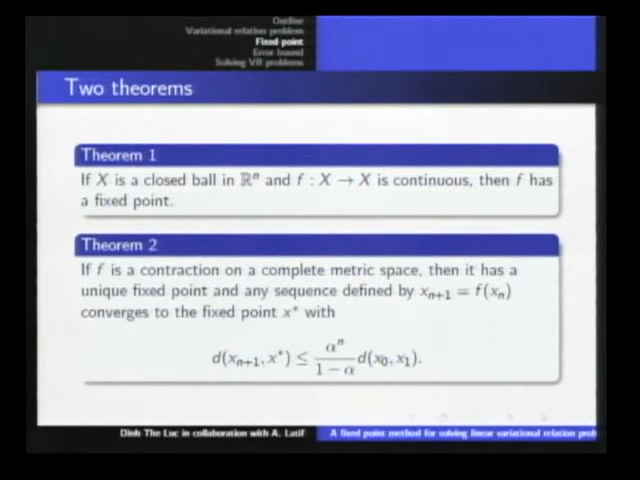 Outline
Variational relation problem
Fixed point
Error bound
Solving VR problems
Two theorems
Theorem 1
If X is a closed ball in ℝⁿ and f : X → X is continuous, then f has
a fixed point.
Theorem 2
If f is a contraction on a complete metric space, then it has a
unique fixed point and any sequence defined by xₙ₊₁ = f(xₙ)
converges to the fixed point x* with
d(xₙ₊₁, x*) ≤ αⁿ/(1 − α) d(x₀, x₁).
Dinh The Luc in collaboration with A. Latif
A fixed point method for solving linear variational relation prob